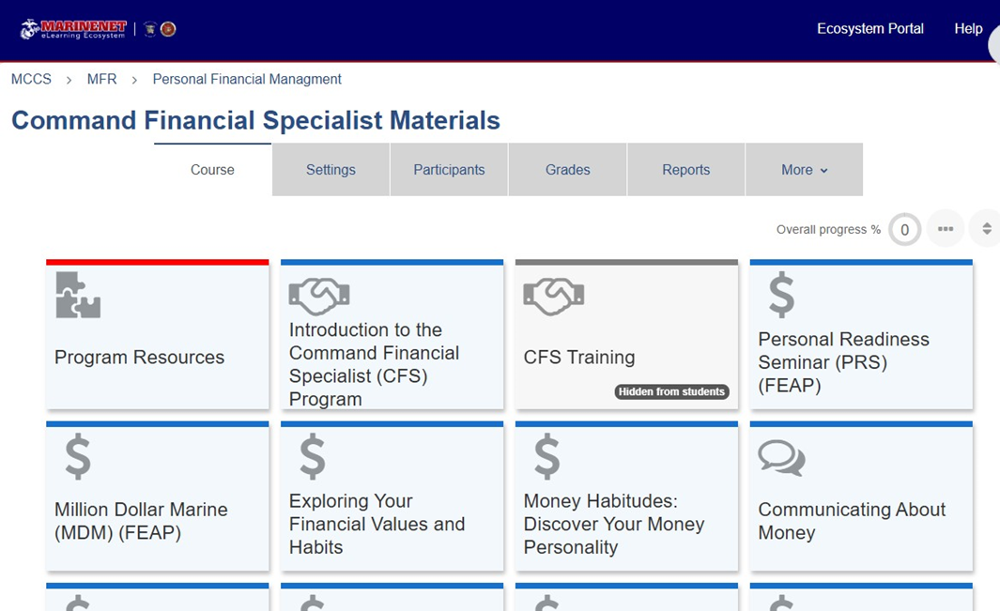 MARINENET
eLearning Ecosystem
Ecosystem Portal
Help
MCCS > MFR > Personal Financial Managment
Command Financial Specialist Materials
Course
Settings
Participants
Grades
Reports
More
Overall progress %
0
Program Resources
Introduction to the
Command Financial
Specialist (CFS)
Program
CFS Training
Hidden from students
Personal Readiness
Seminar (PRS)
(FEAP)
Million Dollar Marine
(MDM) (FEAP)
Exploring Your
Financial Values and
Habits
Money Habitudes:
Discover Your Money
Personality
Communicating About
Money